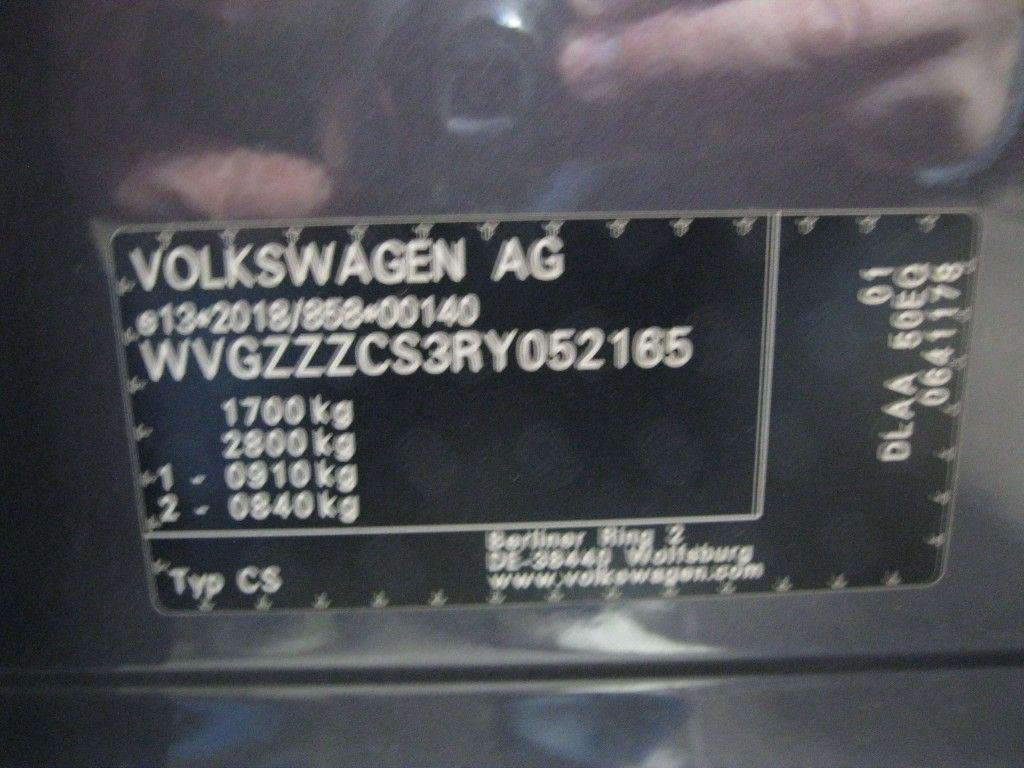 VOLKSWAGEN AG
e13*2018/858*00140
WVGZZZCS3RY052165
1700kg
2800kg
1 - 0910kg
2 - 0840kg
Typ CS
Berliner Ring 2
DE-38440 Wolfsburg
www.volkswagen.com
01
DLAA 50EQ
0641178